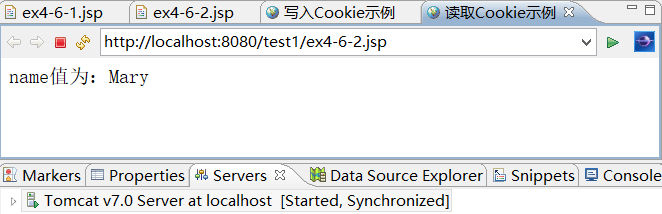 ex4-6-1.jsp ex4-6-2.jsp 写入Cookie示例 读取Cookie示例
http://localhost:8080/test1/ex4-6-2.jsp
name值为：Mary
Markers Properties Servers Data Source Explorer Snippets Console
Tomcat v7.0 Server at localhost [Started, Synchronized]